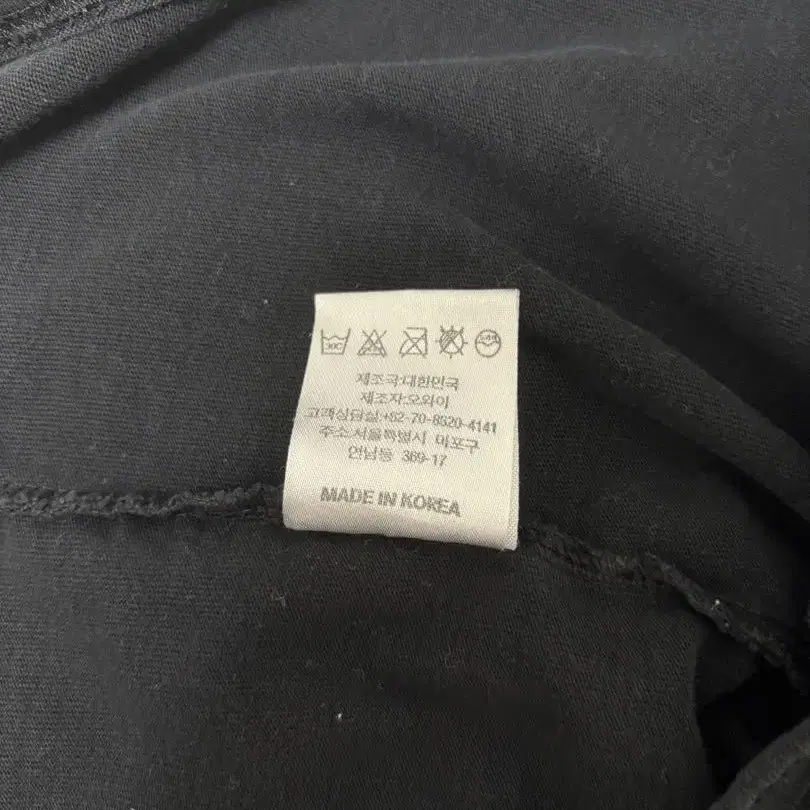 30C
제조국:대한민국
제조자:오와이
고객상담실:+82-70-8520-4141
주소:서울특별시 마포구
연남동 369-17
MADE IN KOREA